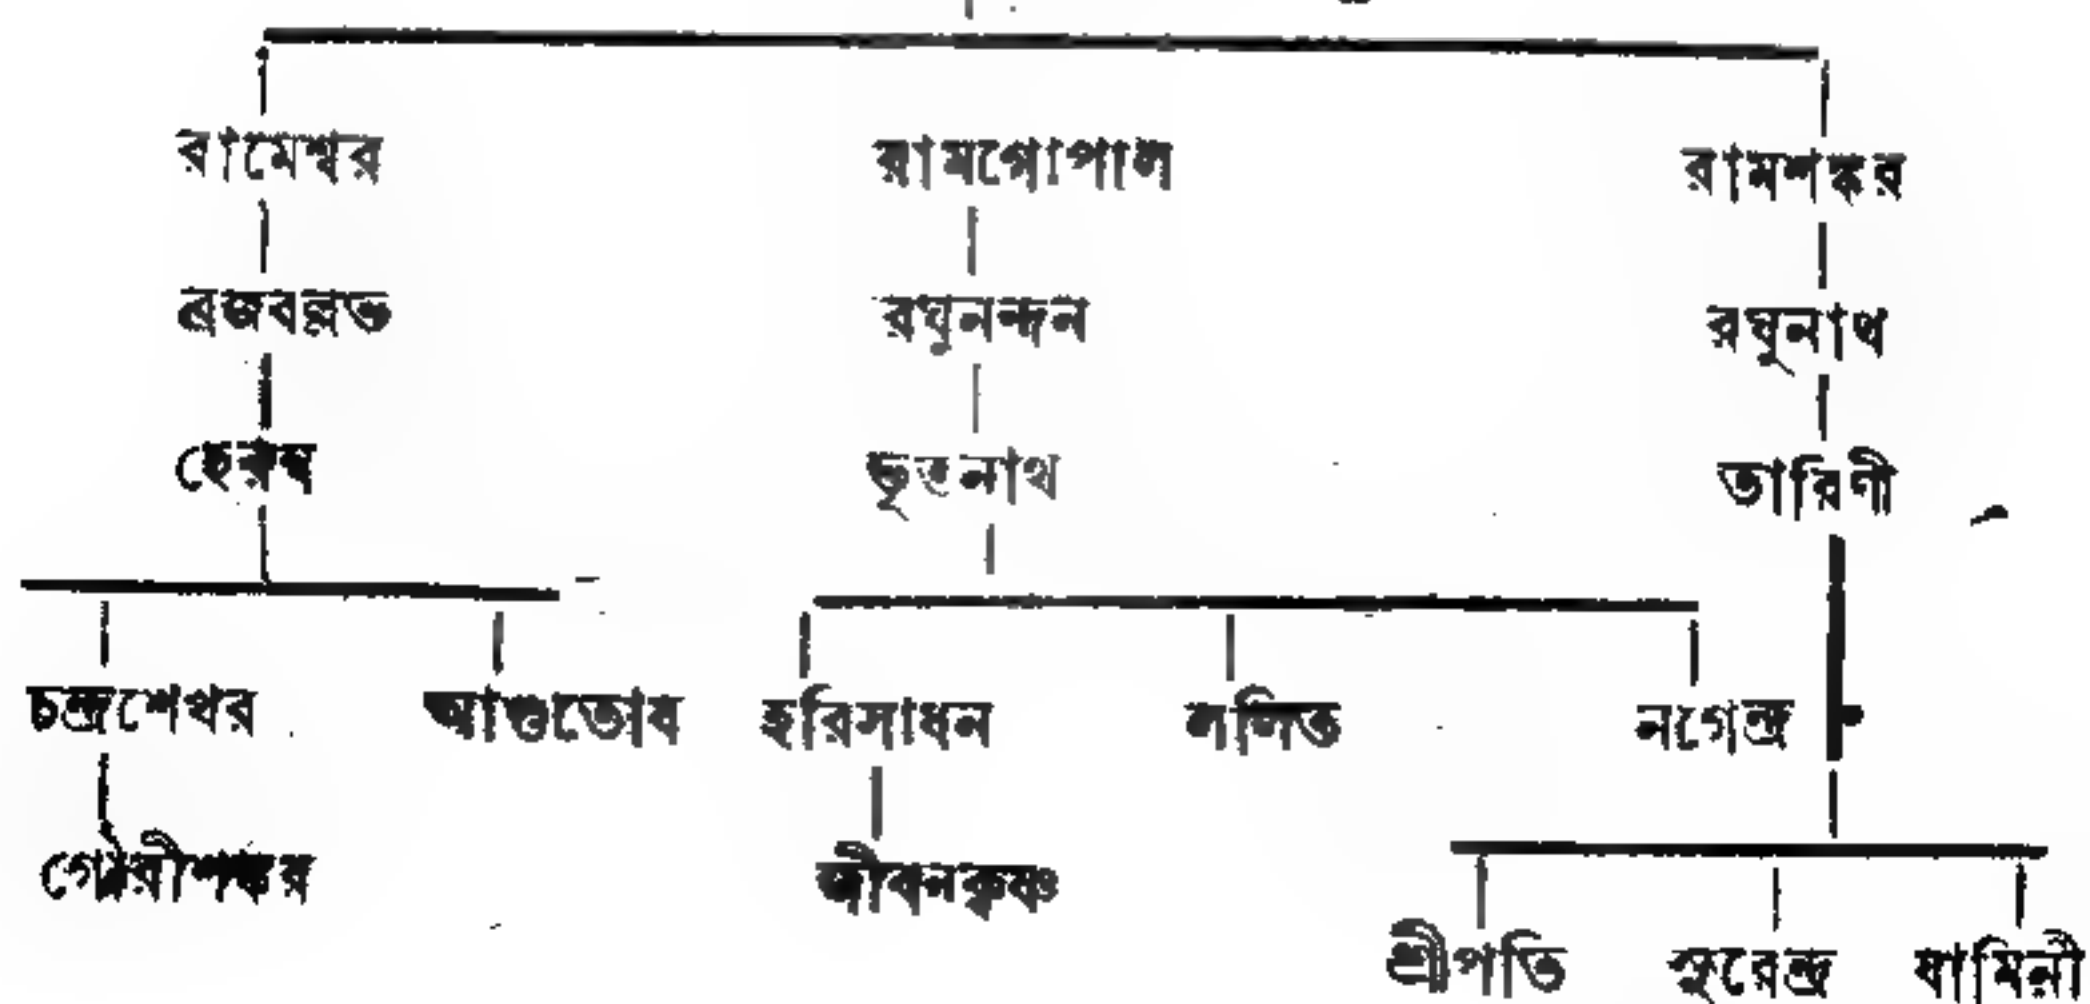 রামেশ্বর রামগোপাল রামশঙ্কর
ব্রজবল্লভ রঘুনন্দন রঘুনাথ
হেরম্ব ভূতনাথ তারিণী
চন্দ্রশেখর আশুতোষ হরিসাধন ললিত নগেন্দ্র
গৌরীশঙ্কর জীবনকৃষ্ণ
শ্রীপতি সুরেন্দ্র যামিনী